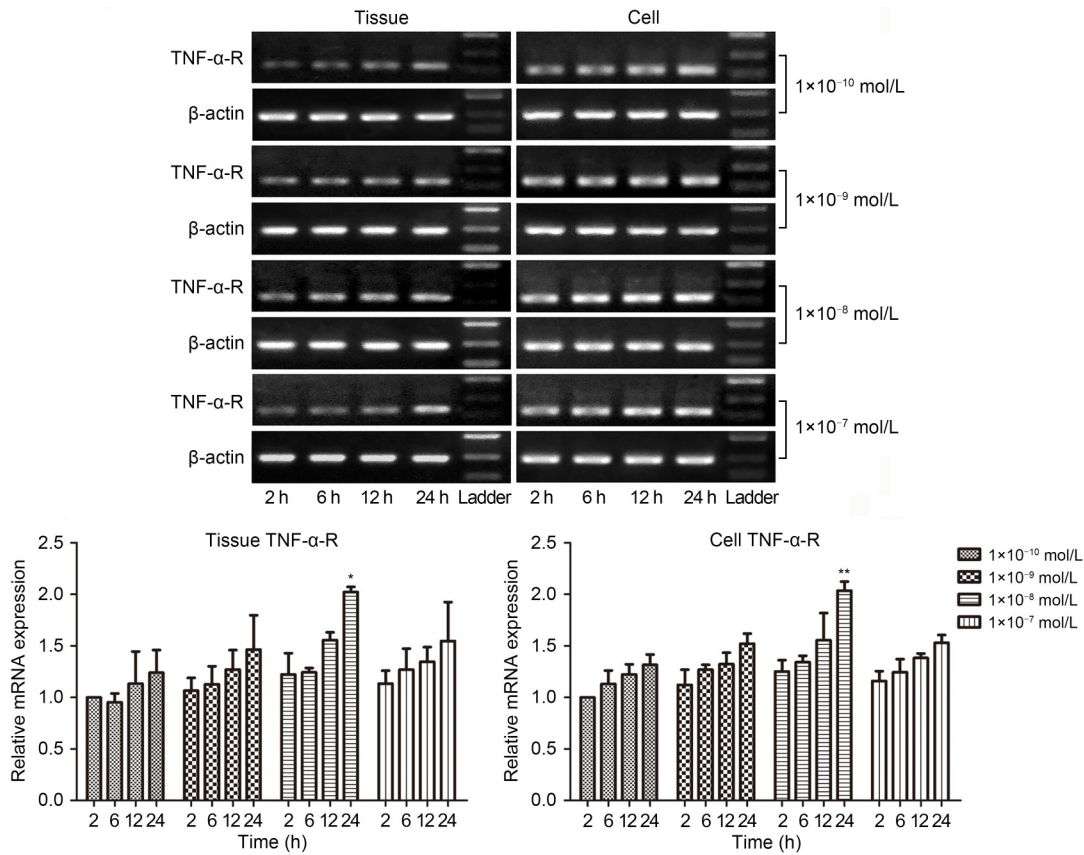 Tissue Cell
TNF-α-R
1×10⁻¹⁰ mol/L
β-actin
TNF-α-R
1×10⁻⁹ mol/L
β-actin
TNF-α-R
1×10⁻⁸ mol/L
β-actin
TNF-α-R
1×10⁻⁷ mol/L
β-actin
2 h 6 h 12 h 24 h Ladder 2 h 6 h 12 h 24 h Ladder
Tissue TNF-α-R
Relative mRNA expression
2.5
2.0
1.5
1.0
0.5
0.0
*
2 6 12 24 2 6 12 24 2 6 12 24 2 6 12 24
Time (h)
Cell TNF-α-R
Relative mRNA expression
2.5
2.0
1.5
1.0
0.5
0.0
**
2 6 12 24 2 6 12 24 2 6 12 24 2 6 12 24
Time (h)
1×10⁻¹⁰ mol/L
1×10⁻⁹ mol/L
1×10⁻⁸ mol/L
1×10⁻⁷ mol/L